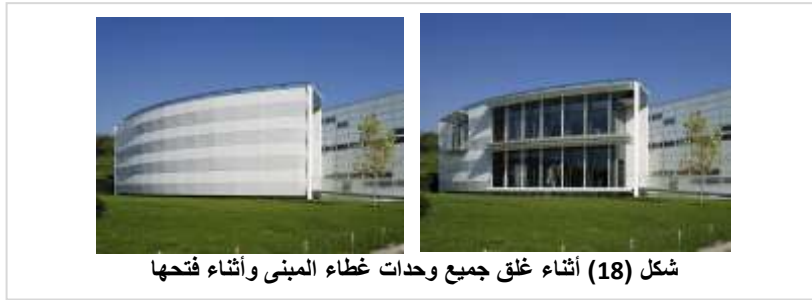 شكل (18) أثناء غلق جميع وحدات غطاء المبنى وأثناء فتحها